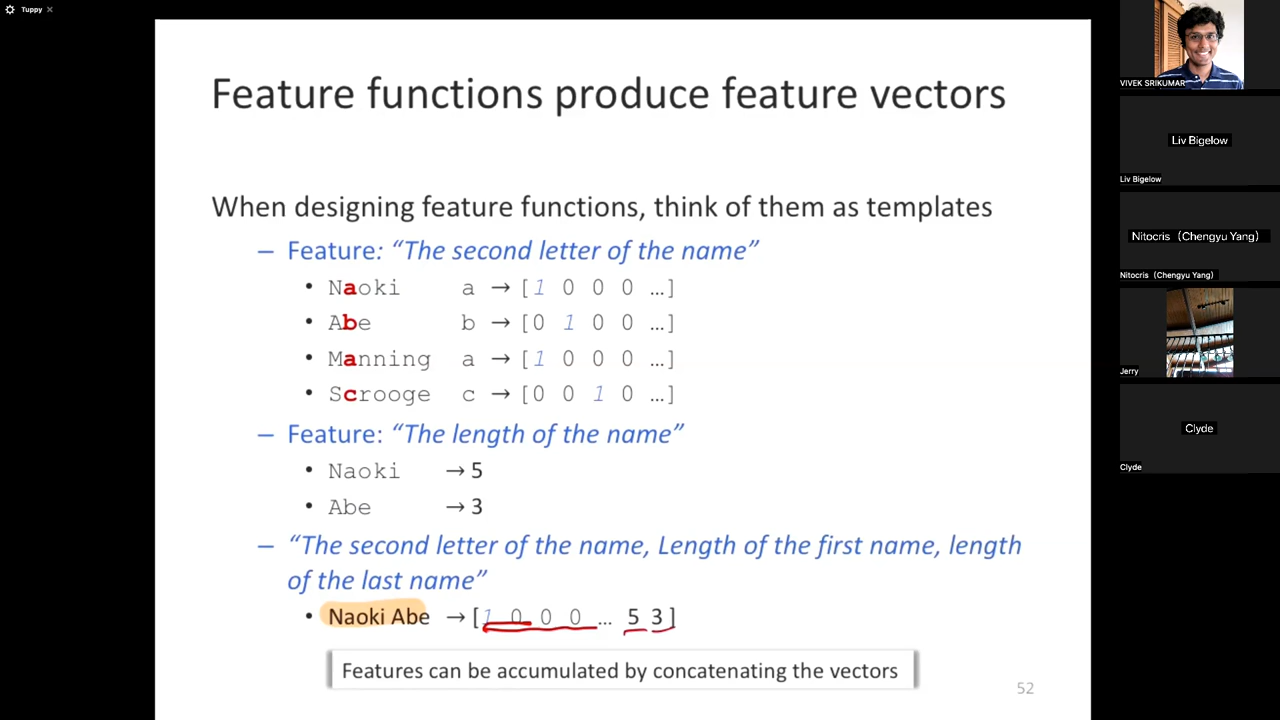 Tuppy ×
Feature functions produce feature vectors
When designing feature functions, think of them as templates
– Feature: “The second letter of the name”
• Naoki a → [1 0 0 0 …]
• Abe b → [0 1 0 0 …]
• Manning a → [1 0 0 0 …]
• Scrooge c → [0 0 1 0 …]
– Feature: “The length of the name”
• Naoki → 5
• Abe → 3
– “The second letter of the name, Length of the first name, length
of the last name”
• Naoki Abe → [1 0 0 0 … 5 3]
Features can be accumulated by concatenating the vectors
52
VIVEK SRIKUMAR
Liv Bigelow
Liv Bigelow
Nitocris（Chengyu Yang）
Nitocris（Chengyu Yang）
Jerry
Clyde
Clyde